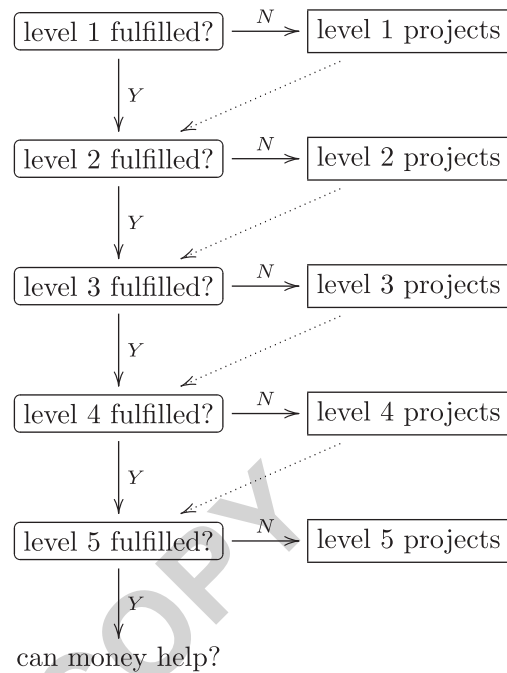 level 1 fulfilled? N level 1 projects
Y
level 2 fulfilled? N level 2 projects
Y
level 3 fulfilled? N level 3 projects
Y
level 4 fulfilled? N level 4 projects
Y
level 5 fulfilled? N level 5 projects
Y
can money help?
COPY